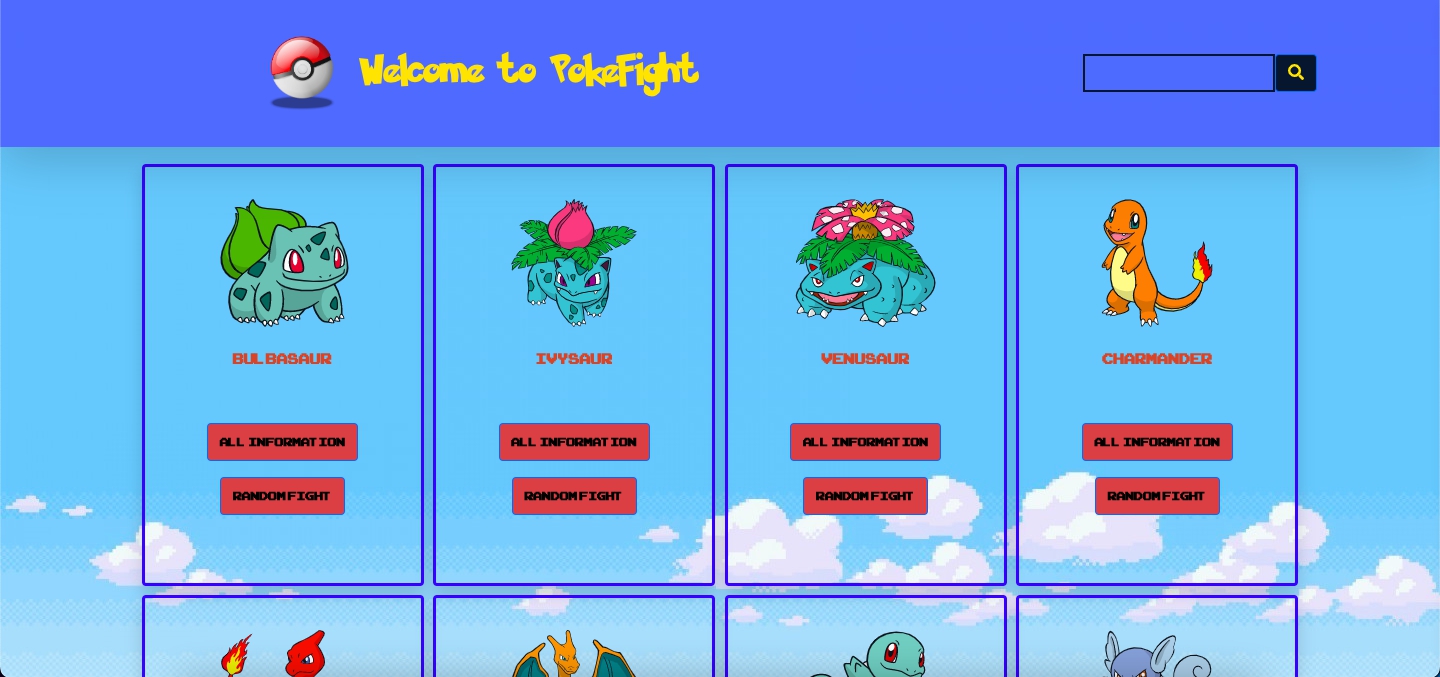 Welcome to PokeFight
BULBASAUR
IVYSAUR
VENUSAUR
CHARMANDER
ALL INFORMATION
ALL INFORMATION
ALL INFORMATION
ALL INFORMATION
RANDOM FIGHT
RANDOM FIGHT
RANDOM FIGHT
RANDOM FIGHT